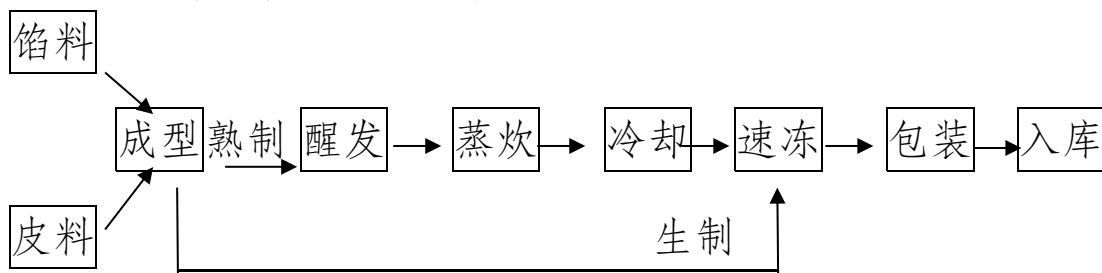 馅料
成型 熟制 醒发 蒸炊 冷却 速冻 包装 入库
皮料
生制